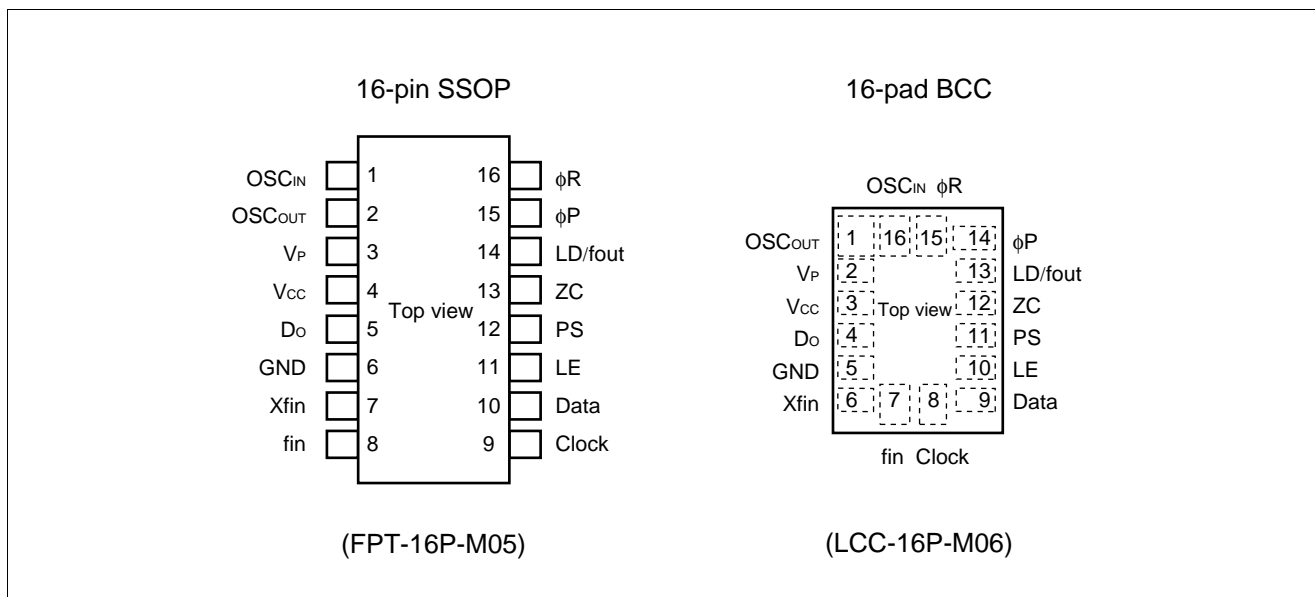 16-pin SSOP
OSCIN 1 16 ϕR
OSCOUT 2 15 ϕP
VP 3 14 LD/fout
VCC 4 13 ZC
Top view
DO 5 12 PS
GND 6 11 LE
Xfin 7 10 Data
fin 8 9 Clock
(FPT-16P-M05)
16-pad BCC
OSCIN ϕR
OSCOUT 1 16 15 14 ϕP
VP 2 13 LD/fout
VCC 3 Top view 12 ZC
DO 4 11 PS
GND 5 10 LE
Xfin 6 7 8 9 Data
fin Clock
(LCC-16P-M06)